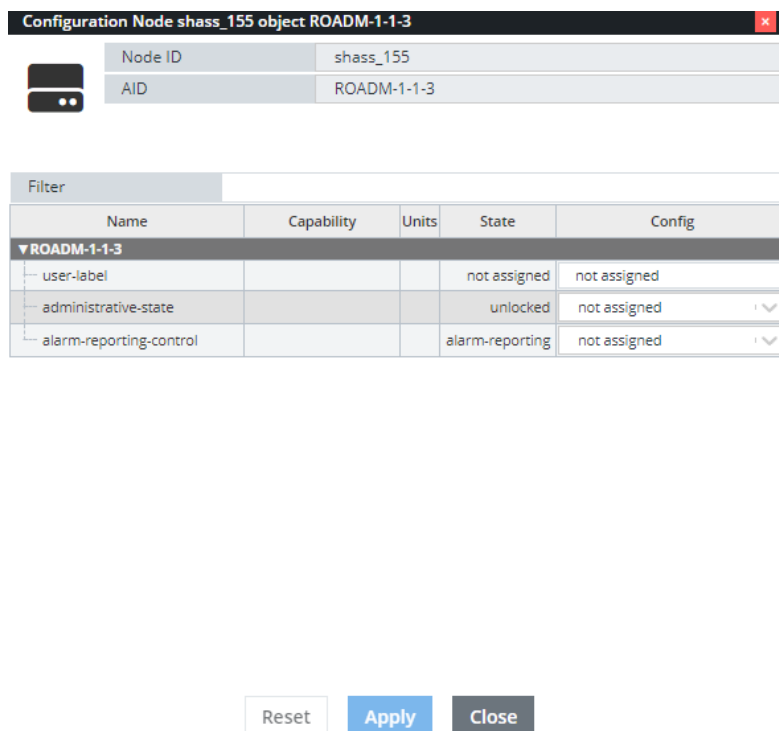 Configuration Node shass_155 object ROADM-1-1-3 ×
Node ID shass_155
AID ROADM-1-1-3
Filter
Name Capability Units State Config
▼ROADM-1-1-3
user-label not assigned not assigned
administrative-state unlocked not assigned
alarm-reporting-control alarm-reporting not assigned
Reset Apply Close